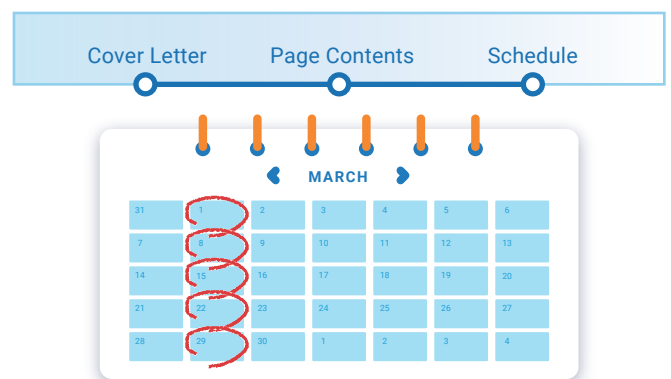 Cover Letter Page Contents Schedule
MARCH
31 1 2 3 4 5 6
7 8 9 10 11 12 13
14 15 16 17 18 19 20
21 22 23 24 25 26 27
28 29 30 1 2 3 4